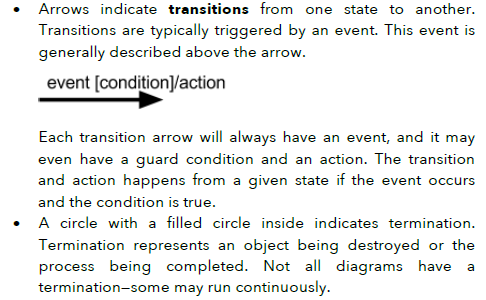 • Arrows indicate transitions from one state to another.
Transitions are typically triggered by an event. This event is
generally described above the arrow.
event [condition]/action
Each transition arrow will always have an event, and it may
even have a guard condition and an action. The transition
and action happens from a given state if the event occurs
and the condition is true.
• A circle with a filled circle inside indicates termination.
Termination represents an object being destroyed or the
process being completed. Not all diagrams have a
termination—some may run continuously.